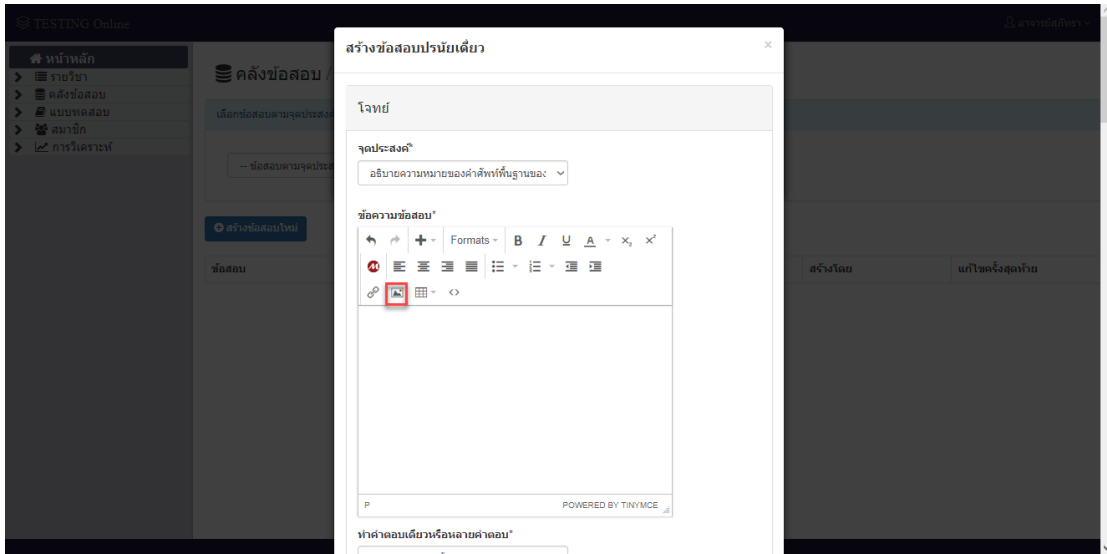 TESTING Online
อาจารย์สุภัทรา
หน้าหลัก
รายวิชา
คลังข้อสอบ
แบบทดสอบ
สมาชิก
การวิเคราะห์
คลังข้อสอบ /
เลือกข้อสอบตามจุดประสงค์
-- ข้อสอบตามจุดประส
สร้างข้อสอบใหม่
ข้อสอบ
สร้างโดย
แก้ไขครั้งสุดท้าย
สร้างข้อสอบปรนัยเดี่ยว
×
โจทย์
จุดประสงค์*
อธิบายความหมายของคำศัพท์พื้นฐานของ
ข้อความข้อสอบ*
Formats B I U A x₂ x²
P POWERED BY TINYMCE
ทำคำตอบเดียวหรือหลายคำตอบ*